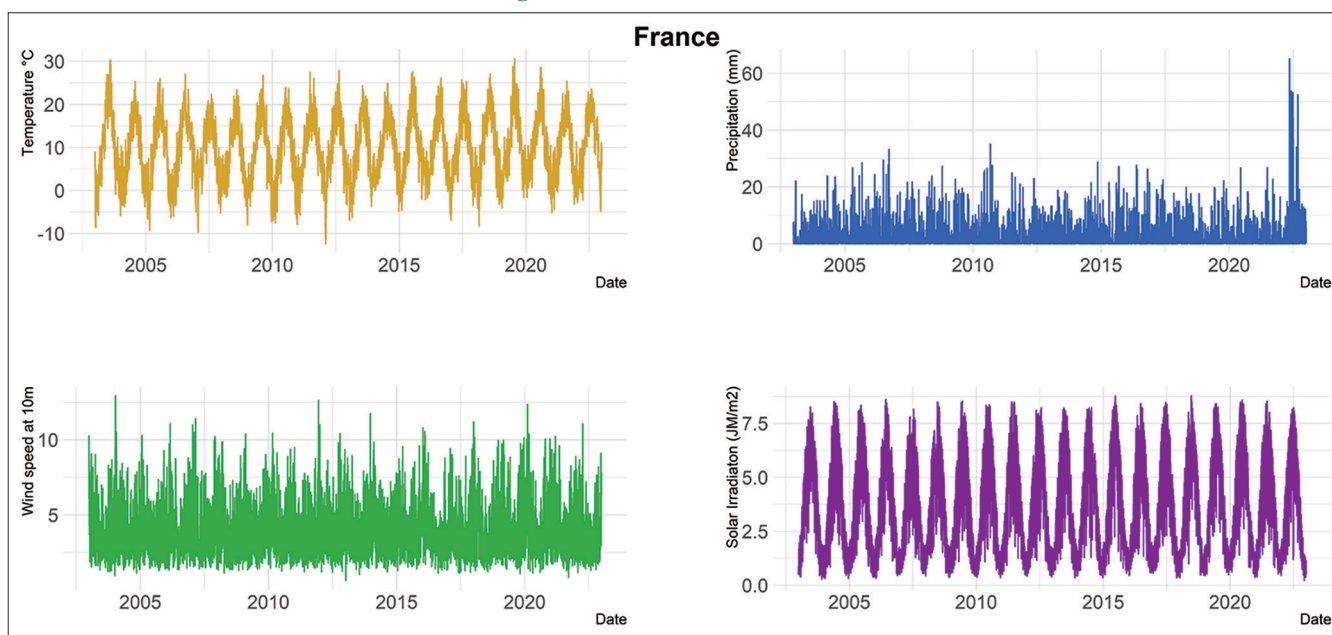 France
Temperature °C
30
20
10
0
-10
2005 2010 2015 2020
Date
Precipitation (mm)
60
40
20
0
2005 2010 2015 2020
Date
Wind speed at 10m
10
5
2005 2010 2015 2020
Date
Solar Irradiaton (JM/m2)
7.5
5.0
2.5
0.0
2005 2010 2015 2020
Date